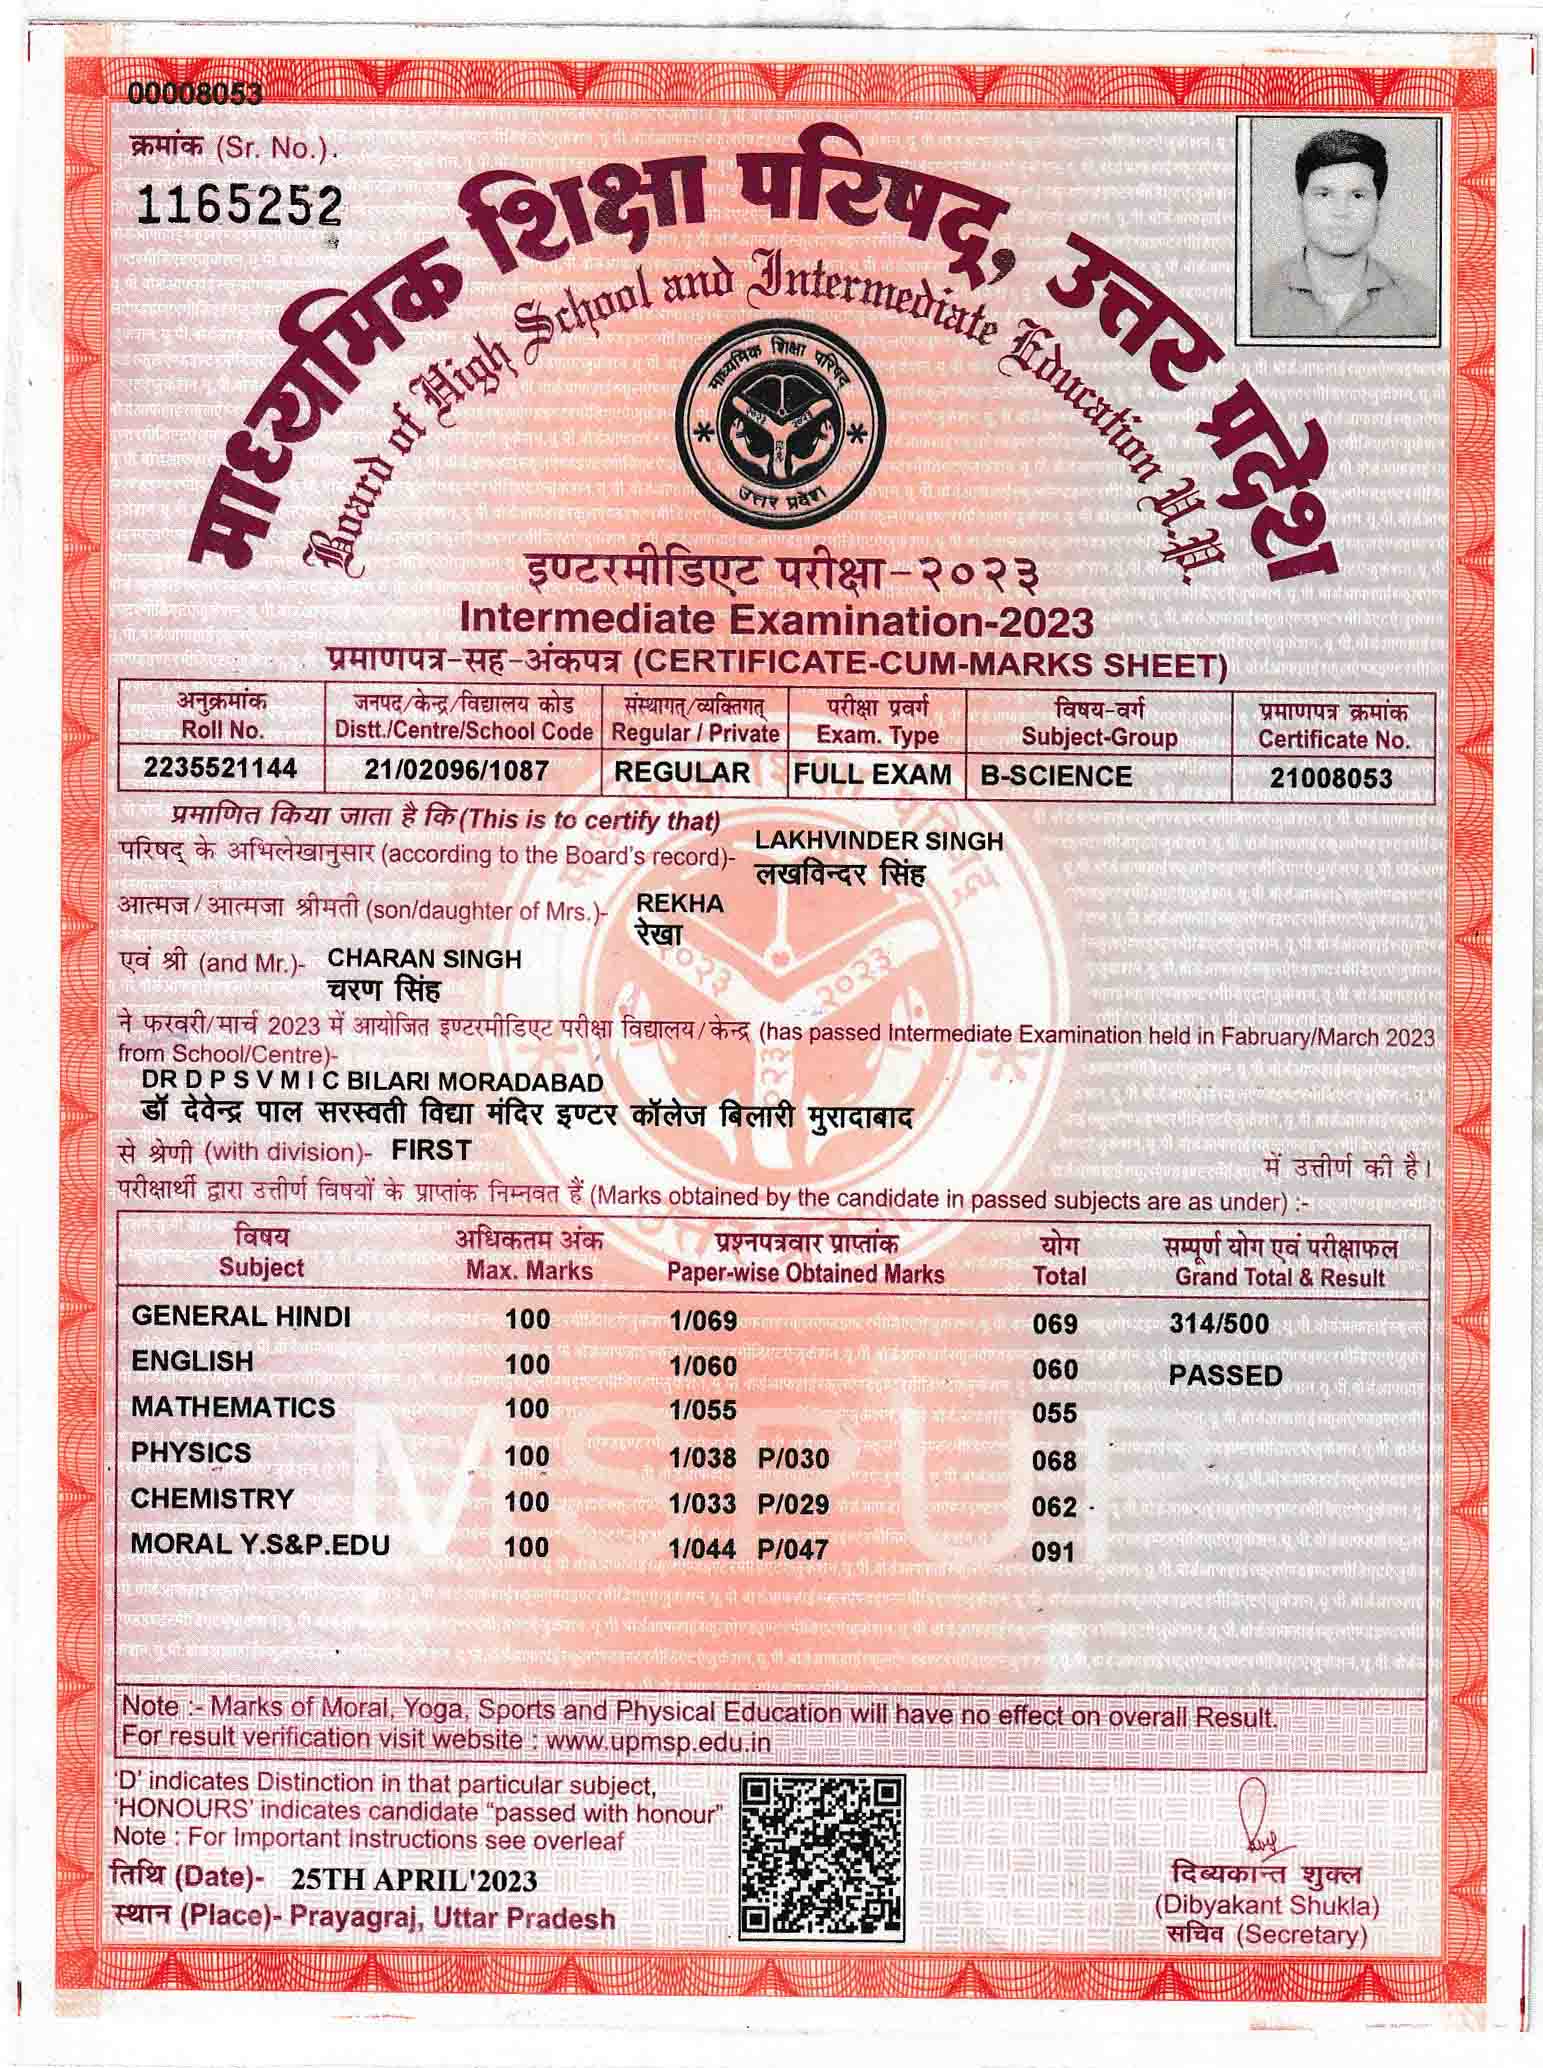 00008053
क्रमांक (Sr. No.).
1165252
माध्यमिक शिक्षा परिषद्, उत्तर प्रदेश
Board of High School and Intermediate Education U.P.
माध्यमिक शिक्षा परिषद्
२०२३ २०२३
२०२३
उत्तर प्रदेश
इण्टरमीडिएट परीक्षा-२०२३
Intermediate Examination-2023
प्रमाणपत्र-सह-अंकपत्र (CERTIFICATE-CUM-MARKS SHEET)
अनुक्रमांक जनपद/केन्द्र/विद्यालय कोड संस्थागत्/व्यक्तिगत् परीक्षा प्रवर्ग विषय-वर्ग प्रमाणपत्र क्रमांक
Roll No. Distt./Centre/School Code Regular / Private Exam. Type Subject-Group Certificate No.
2235521144 21/02096/1087 REGULAR FULL EXAM B-SCIENCE 21008053
प्रमाणित किया जाता है कि (This is to certify that)
परिषद् के अभिलेखानुसार (according to the Board's record)- LAKHVINDER SINGH
लखविन्दर सिंह
आत्मज/आत्मजा श्रीमती (son/daughter of Mrs.)- REKHA
रेखा
एवं श्री (and Mr.)- CHARAN SINGH
चरण सिंह
ने फरवरी/मार्च 2023 में आयोजित इण्टरमीडिएट परीक्षा विद्यालय/केन्द्र (has passed Intermediate Examination held in Fabruary/March 2023
from School/Centre)-
DR D P S V M I C BILARI MORADABAD
डॉ देवेन्द्र पाल सरस्वती विद्या मंदिर इण्टर कॉलेज बिलारी मुरादाबाद
से श्रेणी (with division)- FIRST में उत्तीर्ण की है।
परीक्षार्थी द्वारा उत्तीर्ण विषयों के प्राप्तांक निम्नवत हैं (Marks obtained by the candidate in passed subjects are as under) :-
विषय अधिकतम अंक प्रश्नपत्रवार प्राप्तांक योग सम्पूर्ण योग एवं परीक्षाफल
Subject Max. Marks Paper-wise Obtained Marks Total Grand Total & Result
GENERAL HINDI 100 1/069 069 314/500
ENGLISH 100 1/060 060 PASSED
MATHEMATICS 100 1/055 055
PHYSICS 100 1/038 P/030 068
CHEMISTRY 100 1/033 P/029 062
MORAL Y.S&P.EDU 100 1/044 P/047 091
MSPUP
Note :- Marks of Moral, Yoga, Sports and Physical Education will have no effect on overall Result.
For result verification visit website : www.upmsp.edu.in
'D' indicates Distinction in that particular subject,
'HONOURS' indicates candidate "passed with honour"
Note : For Important Instructions see overleaf
तिथि (Date)- 25TH APRIL'2023
स्थान (Place)- Prayagraj, Uttar Pradesh
दिब्यकान्त शुक्ल
(Dibyakant Shukla)
सचिव (Secretary)